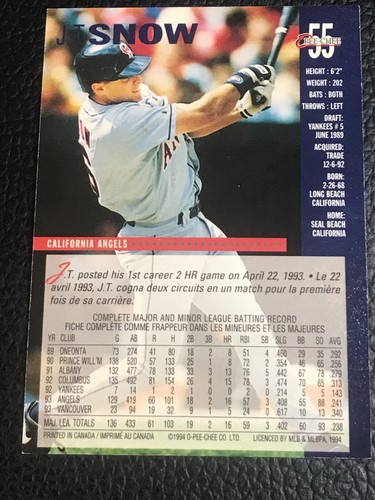 J.T. SNOW
55
O-PEE-CHEE
HEIGHT : 6'2"
WEIGHT : 202
BATS : BOTH
THROWS : LEFT
DRAFT:
YANKEES # 5
JUNE 1989
ACQUIRED:
TRADE
12-6-92
BORN:
2-26-68
LONG BEACH
CALIFORNIA
HOME:
SEAL BEACH
CALIFORNIA
CALIFORNIA ANGELS
J.T. posted his 1st career 2 HR game on April 22, 1993. • Le 22
avril 1993, J.T. cogna deux circuits en un match pour la première
fois de sa carrière.
COMPLETE MAJOR AND MINOR LEAGUE BATTING RECORD
FICHE COMPLÈTE COMME FRAPPEUR DANS LES MINEURES ET LES MAJEURES
YR CLUB G AB R H 2B 3B HR RBI SB SLG BB SO AVG
89 ONEONTA 73 274 41 80 18 2 8 51 4 .460 29 35 .292
90 PRINCE WILL'M 138 520 57 133 25 1 8 72 2 .354 46 65 .256
91 ALBANY 132 477 78 133 33 3 13 76 5 .442 67 78 .279
92 COLUMBUS 135 492 81 154 26 4 15 78 3 .474 70 65 .313
92 YANKEES 7 14 1 2 1 0 0 2 0 .214 5 5 .143
93 ANGELS 129 419 60 101 18 2 16 57 3 .408 55 88 .241
93 VANCOUVER 23 94 19 32 9 1 5 24 0 .617 10 13 .340
MAJ. LEA. TOTALS 136 433 61 103 19 2 16 59 3 .402 60 93 .238
PRINTED IN CANADA / IMPRIMÉ AU CANADA ©1994 O-PEE-CHEE CO. LTD. LICENCED BY MLB & MLBPA, 1994